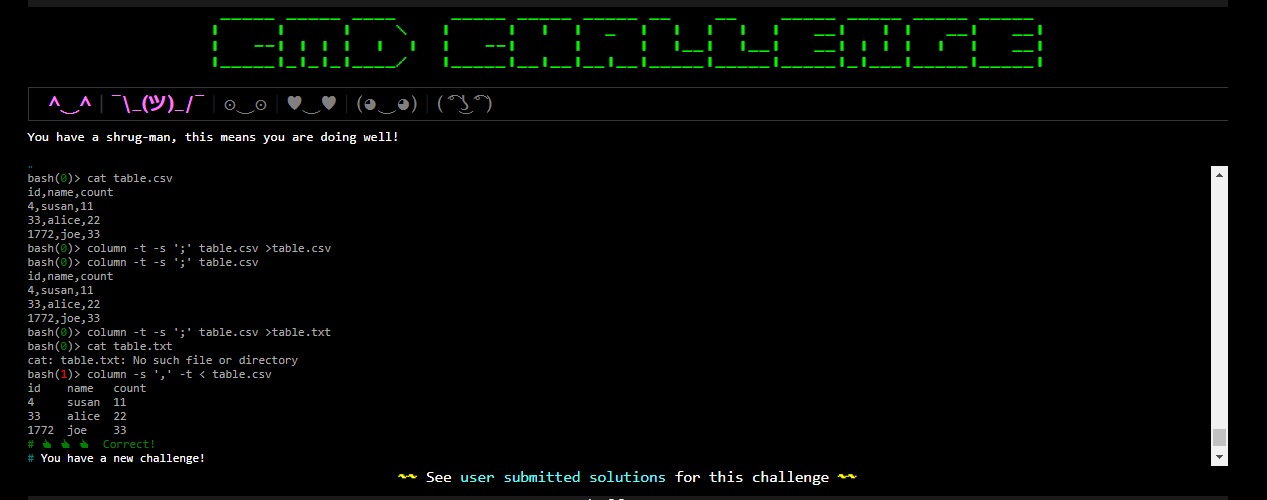 CMD CHALLENGE
^‿^ | ¯\_(ツ)_/¯ | ⊙‿⊙ | ♥‿♥ | (◕‿◕) | ( ͡° ͜ʖ ͡°)
You have a shrug-man, this means you are doing well!
bash(0)> cat table.csv
id,name,count
4,susan,11
33,alice,22
1772,joe,33
bash(0)> column -t -s ';' table.csv >table.csv
bash(0)> column -t -s ';' table.csv
id,name,count
4,susan,11
33,alice,22
1772,joe,33
bash(0)> column -t -s ';' table.csv >table.txt
bash(0)> cat table.txt
cat: table.txt: No such file or directory
bash(1)> column -s ',' -t < table.csv
id    name   count
4     susan  11
33    alice  22
1772  joe    33
# 👍 👍 👍 Correct!
# You have a new challenge!
~~ See user submitted solutions for this challenge ~~